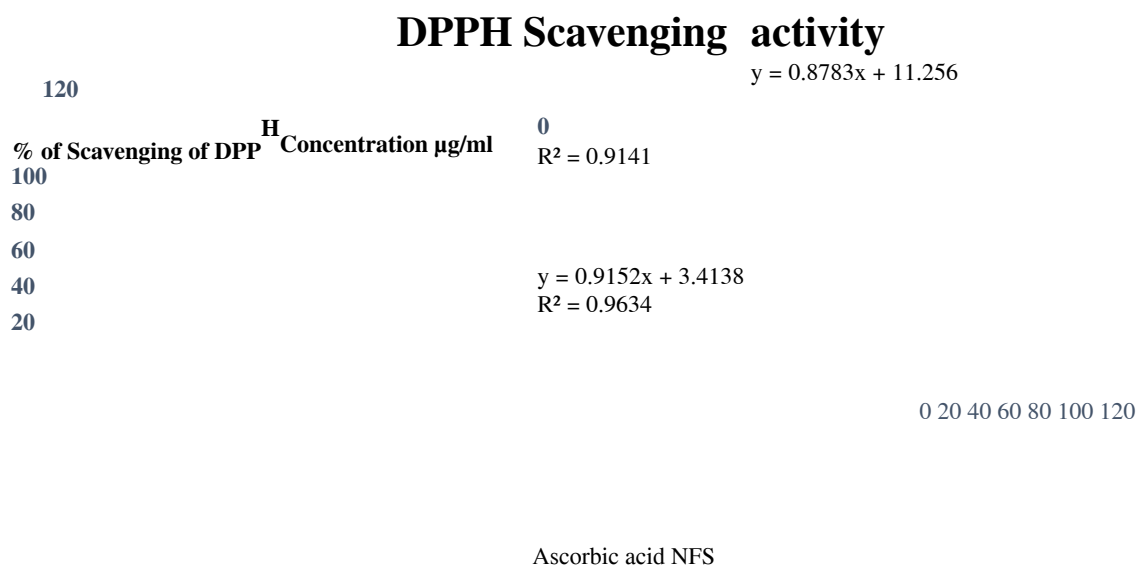 DPPH Scavenging activity
y = 0.8783x + 11.256
120
% of Scavenging of DPPH
Concentration µg/ml
0
R² = 0.9141
100
80
60
40
20
y = 0.9152x + 3.4138
R² = 0.9634
0 20 40 60 80 100 120
Ascorbic acid NFS